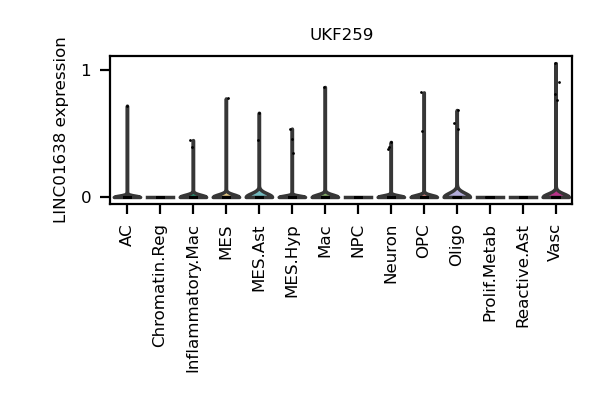 UKF259
LINC01638 expression
1
0
AC
Chromatin.Reg
Inflammatory.Mac
MES
MES.Ast
MES.Hyp
Mac
NPC
Neuron
OPC
Oligo
Prolif.Metab
Reactive.Ast
Vasc